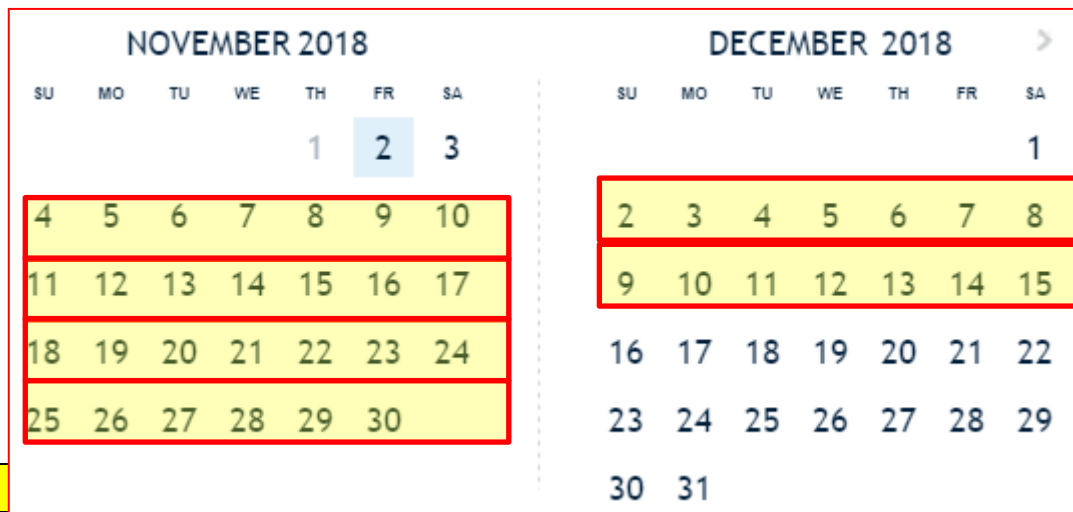 NOVEMBER 2018
SU MO TU WE TH FR SA
1 2 3
4 5 6 7 8 9 10
11 12 13 14 15 16 17
18 19 20 21 22 23 24
25 26 27 28 29 30
DECEMBER 2018 >
SU MO TU WE TH FR SA
1
2 3 4 5 6 7 8
9 10 11 12 13 14 15
16 17 18 19 20 21 22
23 24 25 26 27 28 29
30 31